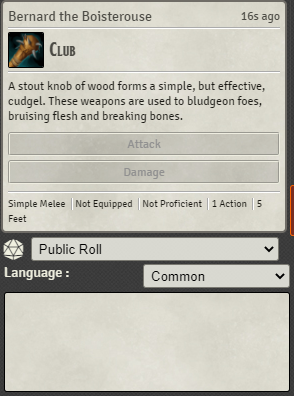 Bernard the Boisterouse 16s ago
Club
A stout knob of wood forms a simple, but effective,
cudgel. These weapons are used to bludgeon foes,
bruising flesh and breaking bones.
Attack
Damage
Simple Melee Not Equipped Not Proficient 1 Action 5
Feet
Public Roll
Language : Common